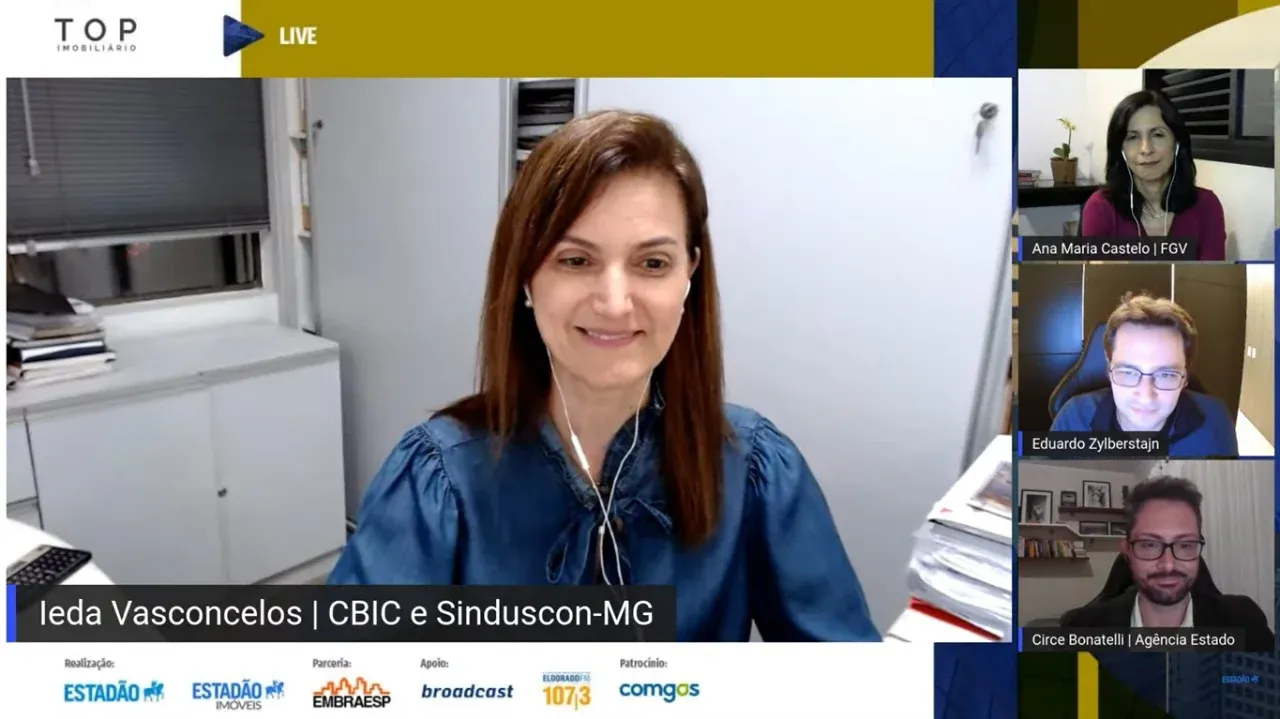 TOP
IMOBILIÁRIO
LIVE
Ana Maria Castelo | FGV
Eduardo Zylberstajn
Circe Bonatelli | Agência Estado
Ieda Vasconcelos | CBIC e Sinduscon-MG
Realização:
Parceria:
Apoio:
Patrocínio:
ESTADÃO
ESTADÃO
IMÓVEIS
EMBRAESP
broadcast
ELDORADO FM
107|3
comgas
ESTADÃO